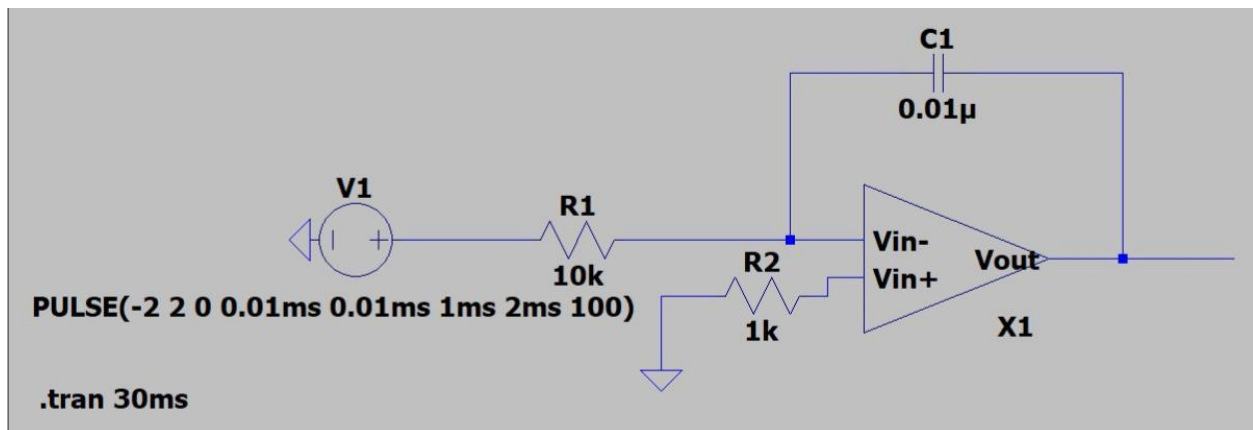 C1
0.01µ
V1
R1
10k
Vin-
Vin+
Vout
R2
1k
X1
PULSE(-2 2 0 0.01ms 0.01ms 1ms 2ms 100)
.tran 30ms